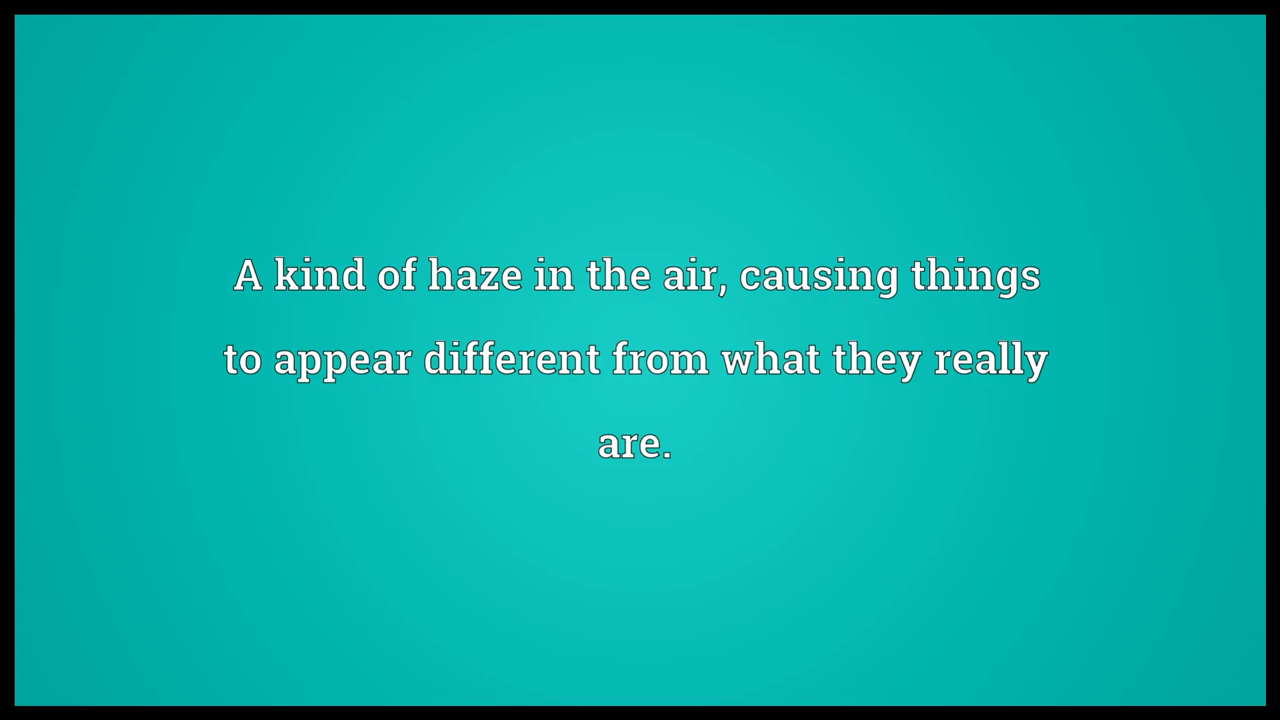 A kind of haze in the air, causing things
to appear different from what they really
are.